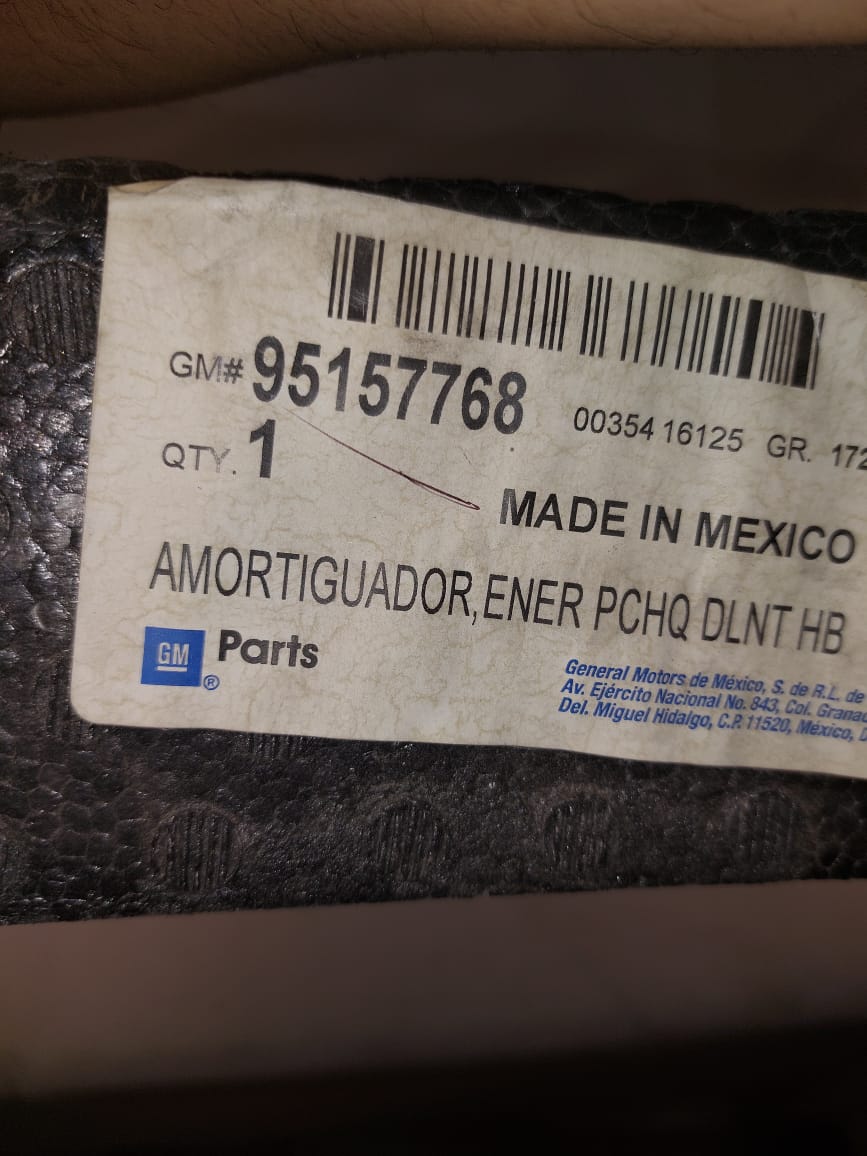 GM# 95157768 00354 16125 GR. 172
QTY. 1
MADE IN MEXICO
AMORTIGUADOR,ENER PCHQ DLNT HB
GM ® Parts
General Motors de México, S. de R.L. de
Av. Ejército Nacional No. 843, Col. Grana
Del. Miguel Hidalgo, C.P. 11520, México, D